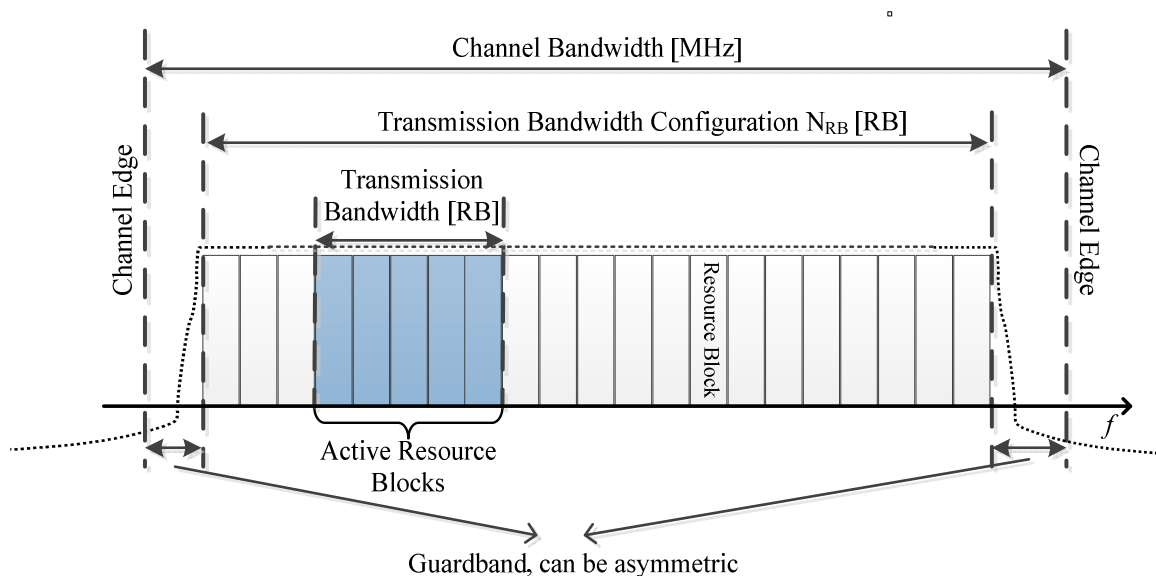 Channel Bandwidth [MHz]
Transmission Bandwidth Configuration NRB [RB]
Channel Edge
Transmission
Bandwidth [RB]
Channel Edge
Resource Block
f
Active Resource
Blocks
Guardband, can be asymmetric